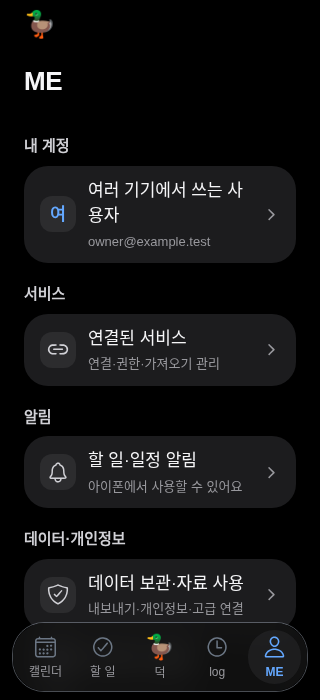 ME
내 계정
여
여러 기기에서 쓰는 사
용자
owner@example.test
서비스
연결된 서비스
연결·권한·가져오기 관리
알림
할 일·일정 알림
아이폰에서 사용할 수 있어요
데이터·개인정보
데이터 보관·자료 사용
내보내기·개인정보·고급 연결
캘린더
할 일
덕
log
ME